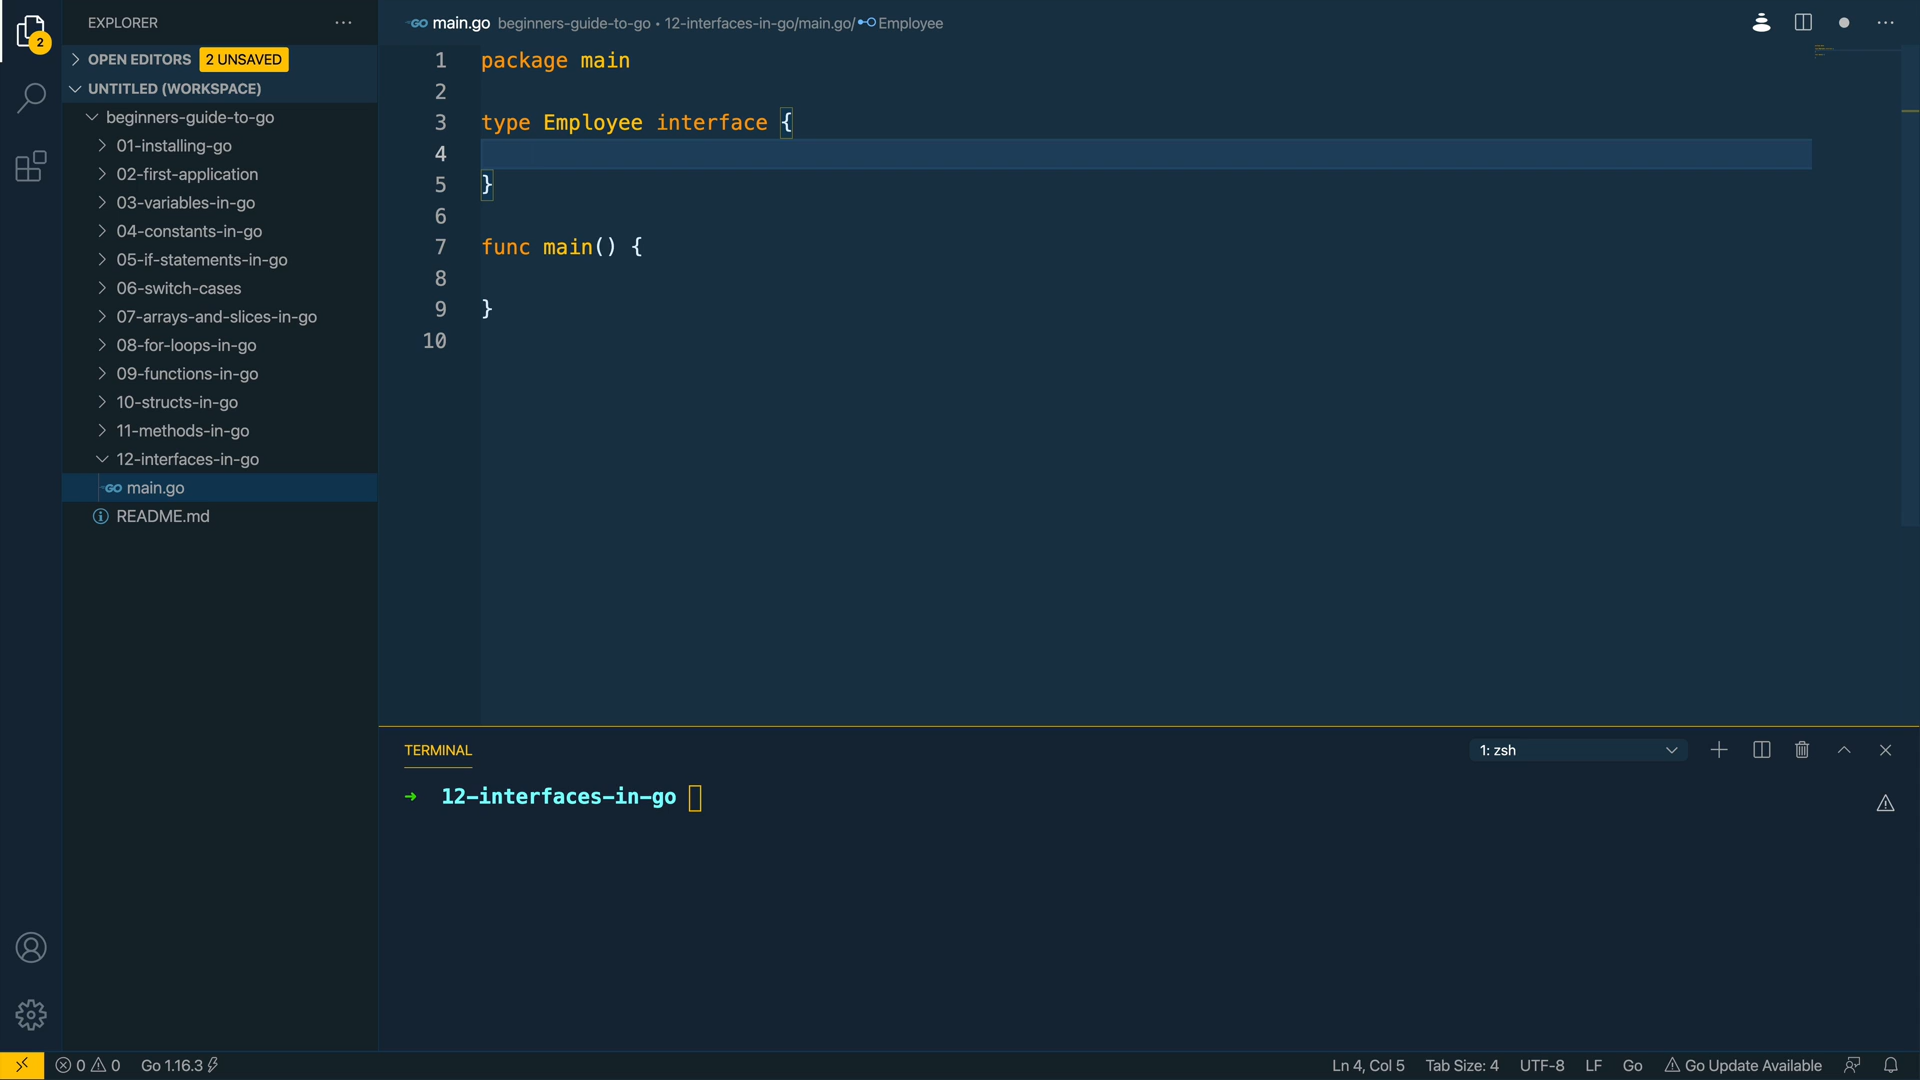 EXPLORER
main.go beginners-guide-to-go • 12-interfaces-in-go/main.go/ Employee
2
OPEN EDITORS 2 UNSAVED
UNTITLED (WORKSPACE)
beginners-guide-to-go
01-installing-go
02-first-application
03-variables-in-go
04-constants-in-go
05-if-statements-in-go
06-switch-cases
07-arrays-and-slices-in-go
08-for-loops-in-go
09-functions-in-go
10-structs-in-go
11-methods-in-go
12-interfaces-in-go
GO main.go
README.md
1 package main
2
3 type Employee interface {
4
5 }
6
7 func main() {
8
9 }
10
TERMINAL
1: zsh
➜ 12-interfaces-in-go
0 0 Go 1.16.3
Ln 4, Col 5 Tab Size: 4 UTF-8 LF Go Go Update Available